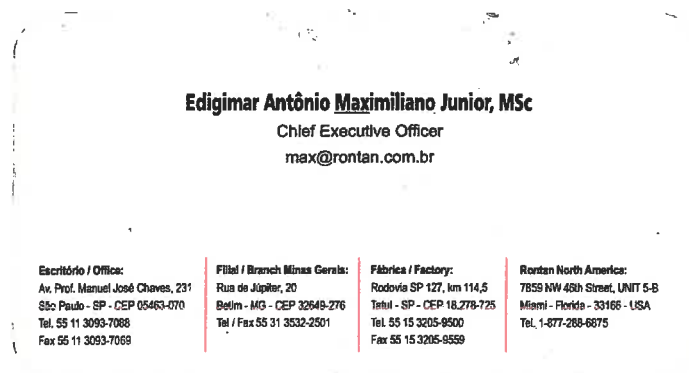 Edigimar Antônio Maximiliano Junior, MSc
Chief Executive Officer
max@rontan.com.br
Escritório / Office:
Av. Prof. Manuel José Chaves, 231
São Paulo - SP - CEP 05463-070
Tel. 55 11 3093-7088
Fax 55 11 3093-7069
Filial / Branch Minas Gerais:
Rua de Júpiter, 20
Betim - MG - CEP 32649-276
Tel / Fax 55 31 3532-2501
Fábrica / Factory:
Rodovia SP 127, km 114,5
Tatuí - SP - CEP 18.278-725
Tel. 55 15 3205-9500
Fax 55 15 3205-9559
Rontan North America:
7859 NW 46th Street, UNIT 5-B
Miami - Florida - 33166 - USA
Tel. 1-877-288-6875